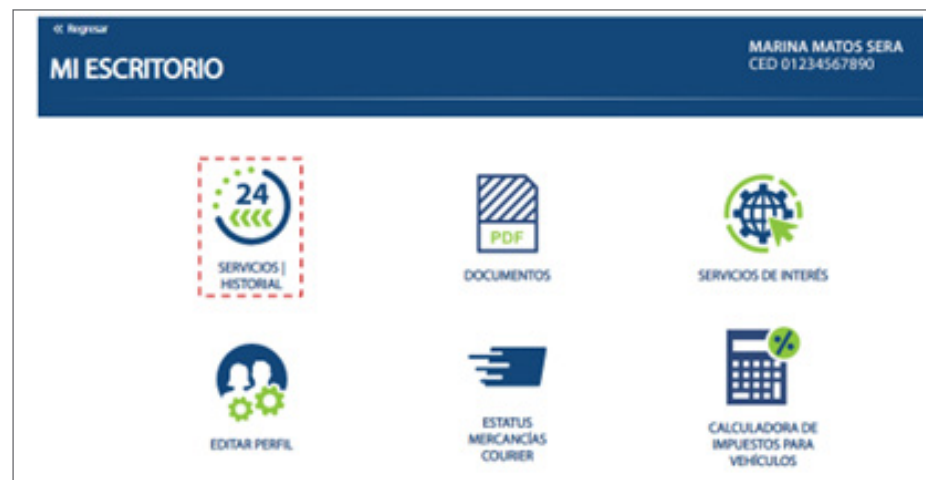 << Regresar
MI ESCRITORIO
MARINA MATOS SERA
CED 01234567890
24
SERVICIOS |
HISTORIAL
PDF
DOCUMENTOS
SERVICIOS DE INTERÉS
EDITAR PERFIL
ESTATUS
MERCANCÍAS
COURIER
%
CALCULADORA DE
IMPUESTOS PARA
VEHÍCULOS